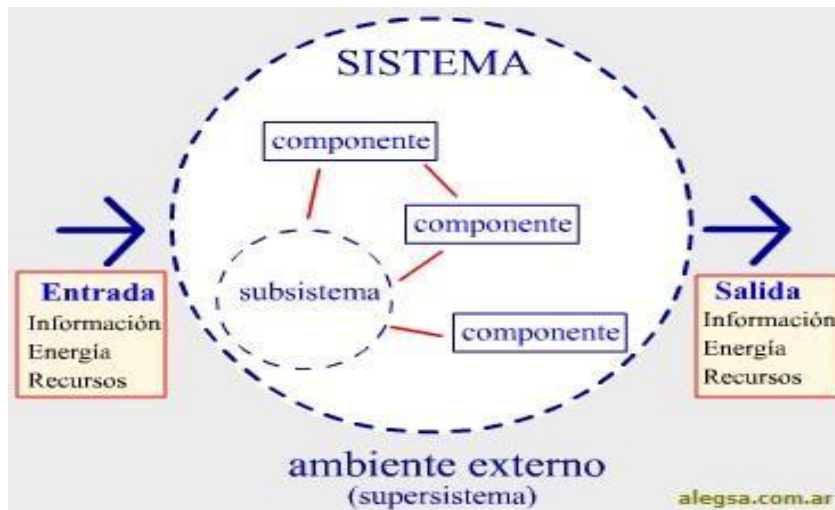 SISTEMA
componente
componente
subsistema
componente
Entrada
Información
Energía
Recursos
Salida
Información
Energía
Recursos
ambiente externo
(supersistema)
alegsa.com.ar